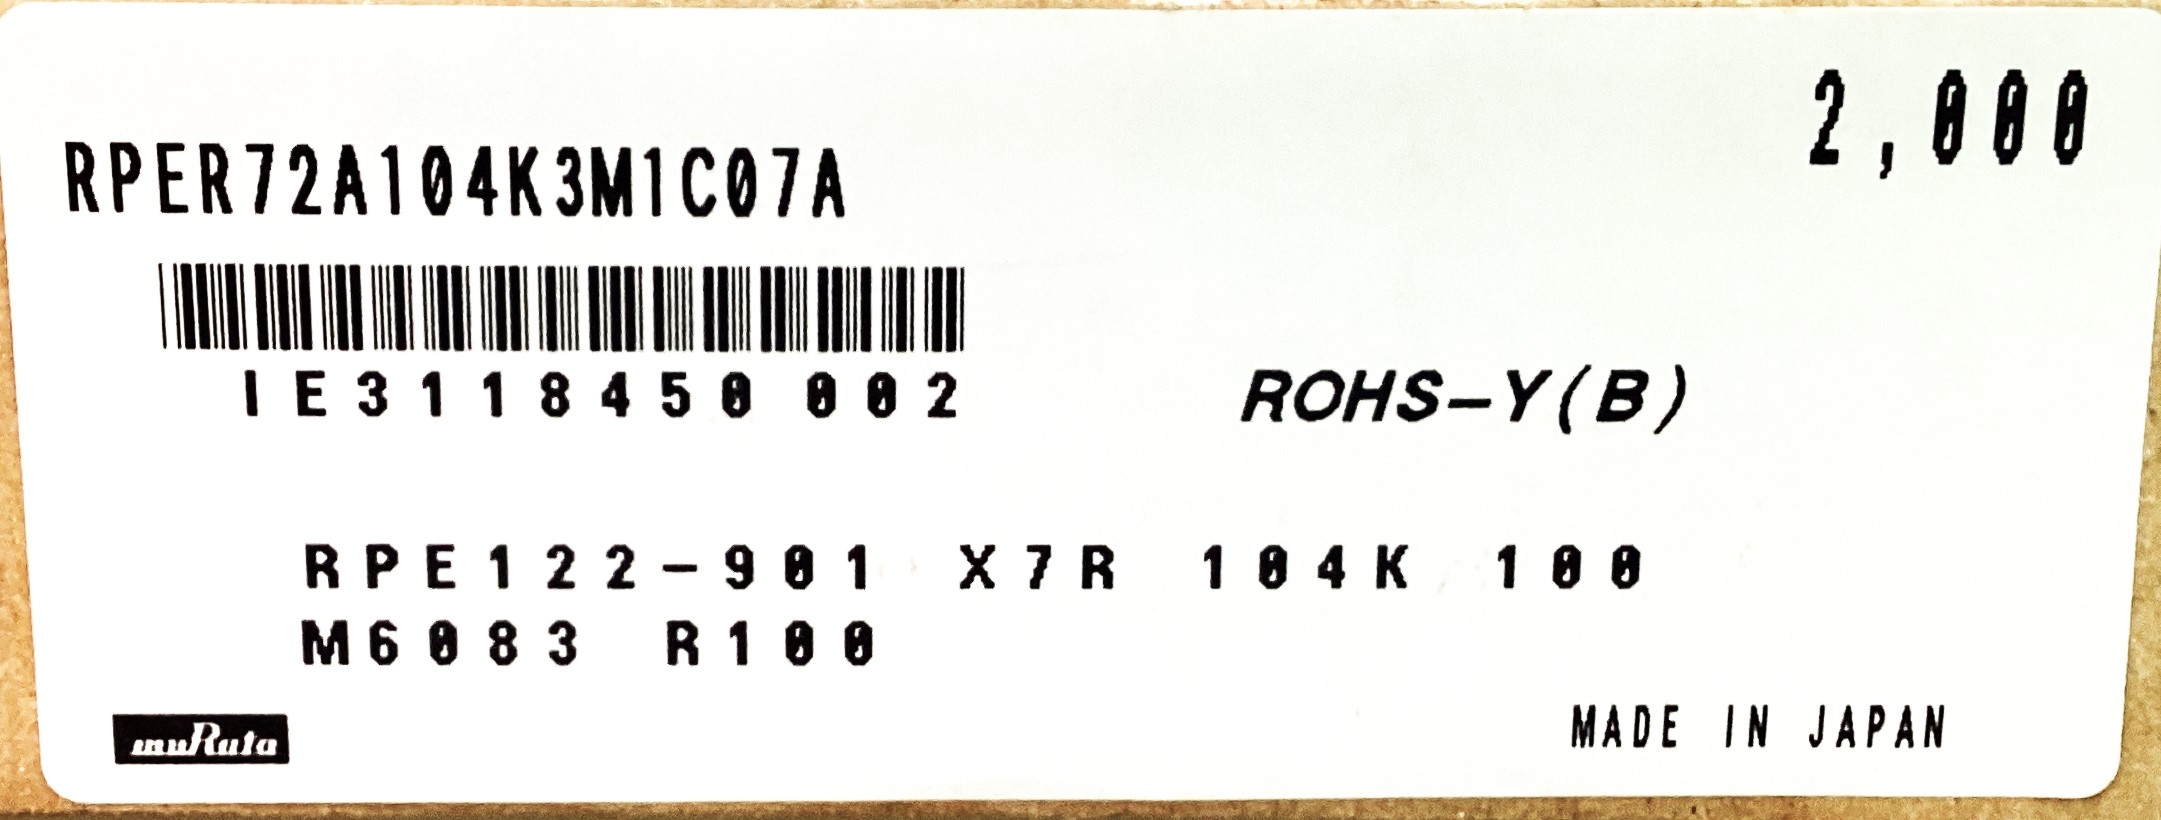 2,000
RPER72A104K3M1C07A
IE3118450 002
ROHS-Y(B)
RPE122-901 X7R 104K 100
M6083 R100
muRata
MADE IN JAPAN